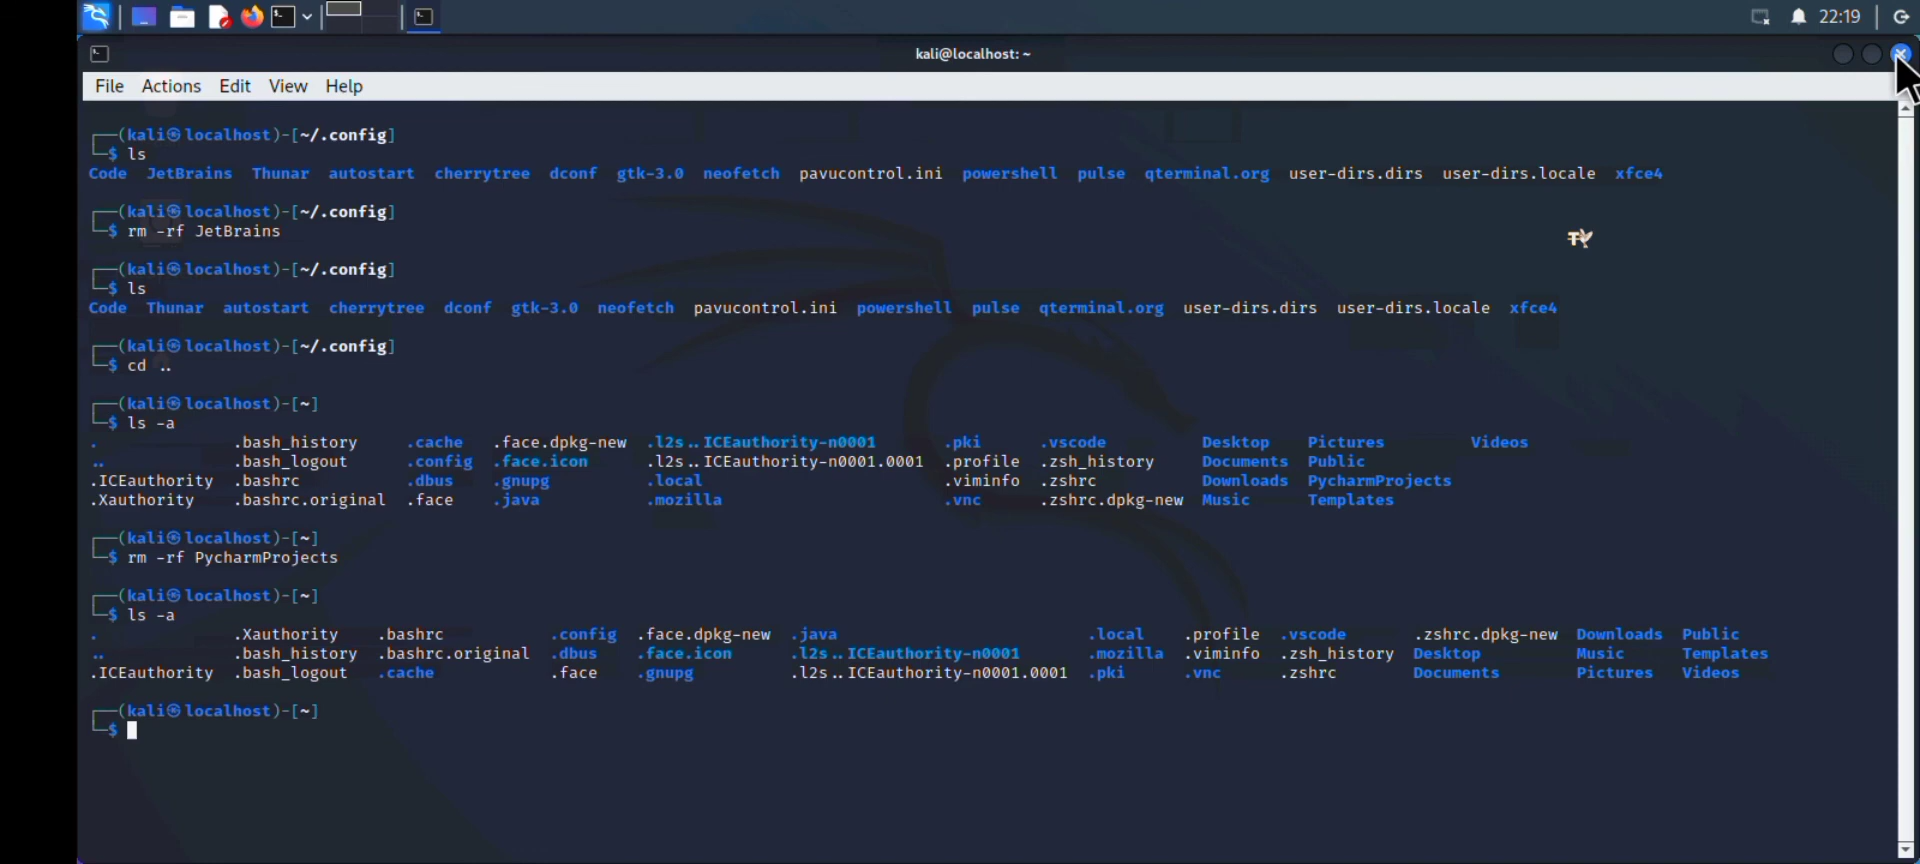 22:19
kali@localhost: ~
File Actions Edit View Help
┌──(kali㉿localhost)-[~/.config]
└─$ ls
Code JetBrains Thunar autostart cherrytree dconf gtk-3.0 neofetch pavucontrol.ini powershell pulse qterminal.org user-dirs.dirs user-dirs.locale xfce4
┌──(kali㉿localhost)-[~/.config]
└─$ rm -rf JetBrains
┌──(kali㉿localhost)-[~/.config]
└─$ ls
Code Thunar autostart cherrytree dconf gtk-3.0 neofetch pavucontrol.ini powershell pulse qterminal.org user-dirs.dirs user-dirs.locale xfce4
┌──(kali㉿localhost)-[~/.config]
└─$ cd ..
┌──(kali㉿localhost)-[~]
└─$ ls -a
. .bash_history .cache .face.dpkg-new .l2s..ICEauthority-n0001 .pki .vscode Desktop Pictures Videos
.. .bash_logout .config .face.icon .l2s..ICEauthority-n0001.0001 .profile .zsh_history Documents Public
.ICEauthority .bashrc .dbus .gnupg .local .viminfo .zshrc Downloads PycharmProjects
.Xauthority .bashrc.original .face .java .mozilla .vnc .zshrc.dpkg-new Music Templates
┌──(kali㉿localhost)-[~]
└─$ rm -rf PycharmProjects
┌──(kali㉿localhost)-[~]
└─$ ls -a
. .Xauthority .bashrc .config .face.dpkg-new .java .local .profile .vscode .zshrc.dpkg-new Downloads Public
.. .bash_history .bashrc.original .dbus .face.icon .l2s..ICEauthority-n0001 .mozilla .viminfo .zsh_history Desktop Music Templates
.ICEauthority .bash_logout .cache .face .gnupg .l2s..ICEauthority-n0001.0001 .pki .vnc .zshrc Documents Pictures Videos
┌──(kali㉿localhost)-[~]
└─$